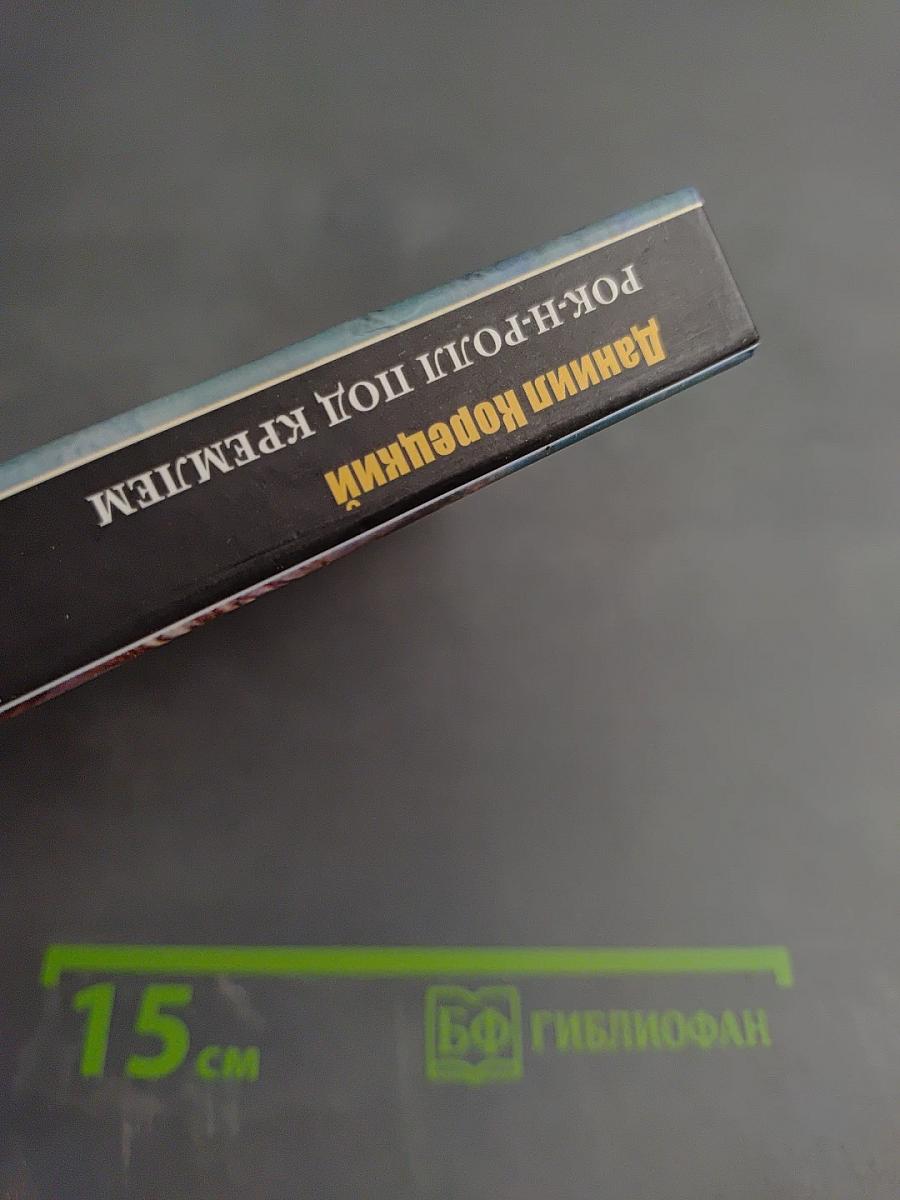 Даниил Корецкий
РОК-Н-РОЛЛ ПОД КРЕМЛЕМ
15 см
БФ ГИБЛИОФАН